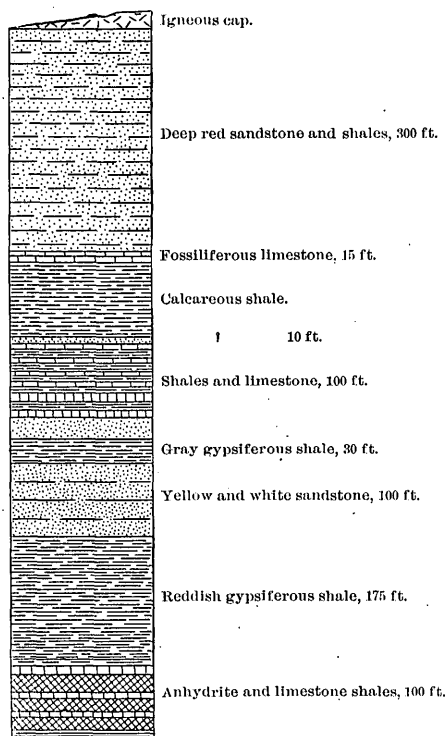 Igneous cap.
Deep red sandstone and shales, 300 ft.
Fossiliferous limestone, 15 ft.
Calcareous shale.
10 ft.
Shales and limestone, 100 ft.
Gray gypsiferous shale, 30 ft.
Yellow and white sandstone, 100 ft.
Reddish gypsiferous shale, 175 ft.
Anhydrite and limestone shales, 100 ft.